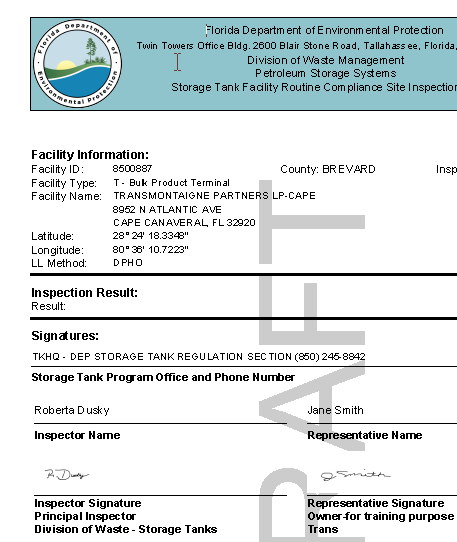 Florida Department of Environmental Protection
Florida Department of
Environmental Protection
Twin Towers Office Bldg. 2600 Blair Stone Road, Tallahassee, Florida,
Division of Waste Management
Petroleum Storage Systems
Storage Tank Facility Routine Compliance Site Inspection
Facility Information:
Facility ID: 8500887 County: BREVARD Insp
Facility Type: T - Bulk Product Terminal
Facility Name: TRANSMONTAIGNE PARTNERS LP-CAPE
8952 N ATLANTIC AVE
CAPE CANAVERAL, FL 32920
Latitude: 28° 24' 18.3348"
Longitude: 80° 36' 10.7223"
LL Method: DPHO
Inspection Result:
Result:
Signatures:
TKHQ - DEP STORAGE TANK REGULATION SECTION (850) 245-8842
Storage Tank Program Office and Phone Number
Roberta Dusky Jane Smith
Inspector Name Representative Name
R. Dusky J Smith
Inspector Signature Representative Signature
Principal Inspector Owner-for training purpose
Division of Waste - Storage Tanks Trans
RAFT